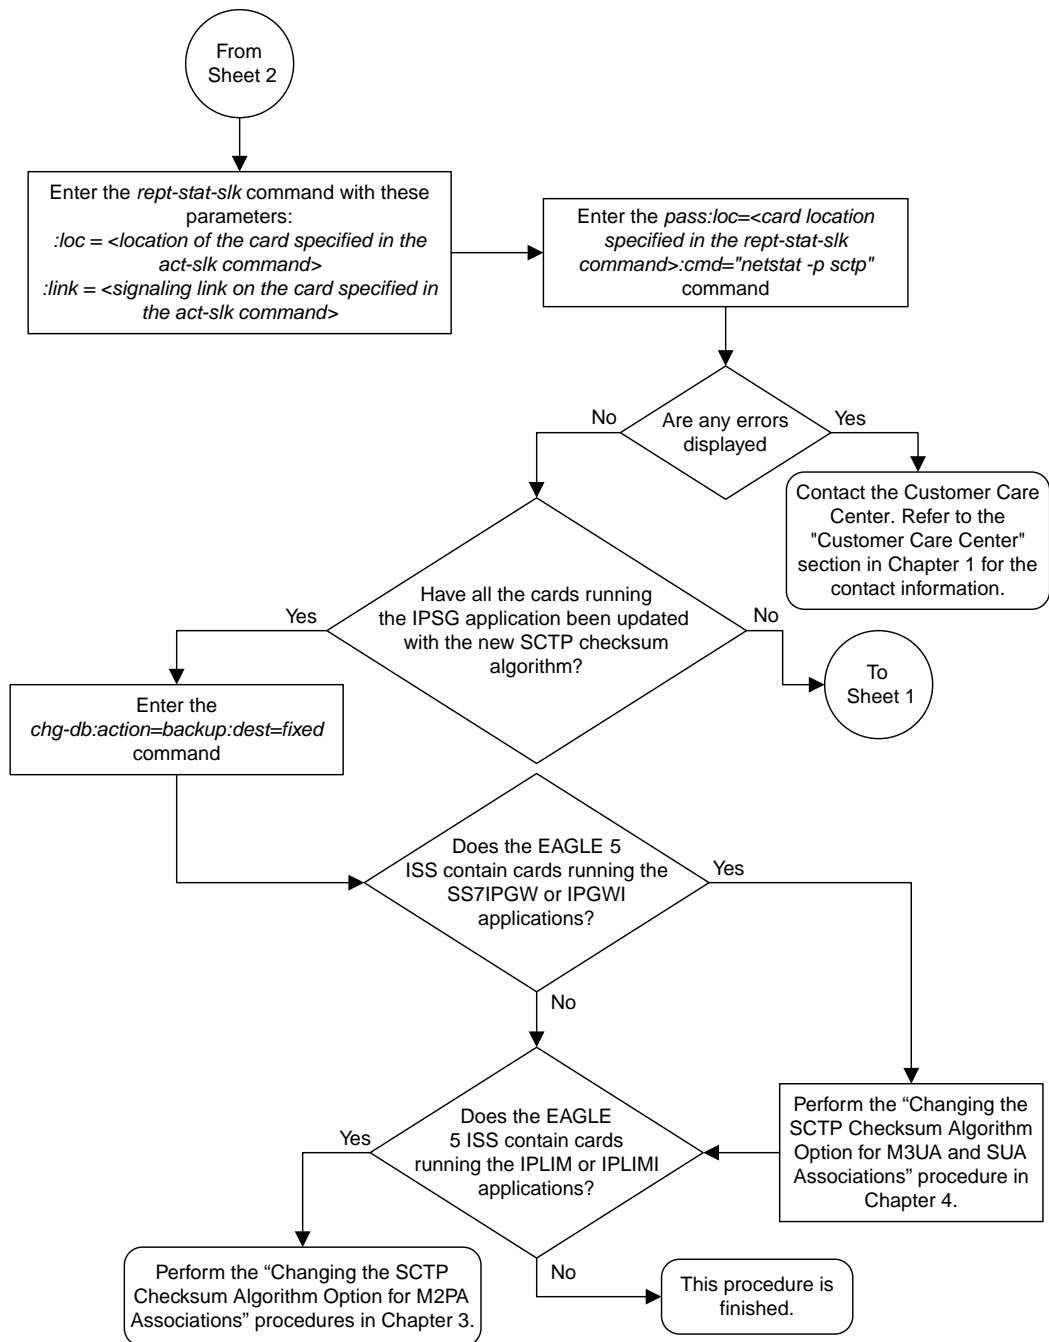 From
Sheet 2
Enter the rept-stat-slk command with these
parameters:
:loc = <location of the card specified in the
act-slk command>
:link = <signaling link on the card specified in
the act-slk command>
Enter the pass:loc=<card location
specified in the rept-stat-slk
command>:cmd="netstat -p sctp"
command
Are any errors
displayed
No
Yes
Contact the Customer Care
Center. Refer to the
"Customer Care Center"
section in Chapter 1 for the
contact information.
Have all the cards running
the IPSG application been updated
with the new SCTP checksum
algorithm?
Yes
No
To
Sheet 1
Enter the
chg-db:action=backup:dest=fixed
command
Does the EAGLE 5
ISS contain cards running the
SS7IPGW or IPGWI
applications?
Yes
No
Perform the “Changing the
SCTP Checksum Algorithm
Option for M3UA and SUA
Associations” procedure in
Chapter 4.
Does the EAGLE
5 ISS contain cards
running the IPLIM or IPLIMI
applications?
Yes
No
Perform the “Changing the SCTP
Checksum Algorithm Option for M2PA
Associations” procedures in Chapter 3.
This procedure is
finished.